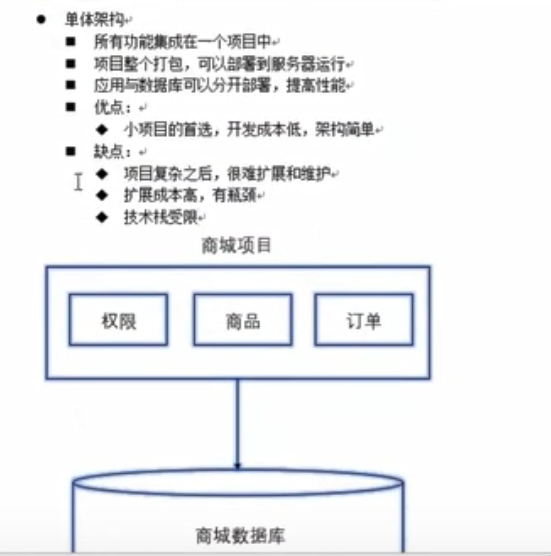 单体架构
所有功能集成在一个项目中
项目整个打包，可以部署到服务器运行
应用与数据库可以分开部署，提高性能
优点：
小项目的首选，开发成本低，架构简单
缺点：
项目复杂之后，很难扩展和维护
扩展成本高，有瓶颈
技术栈受限
商城项目
权限
商品
订单
商城数据库